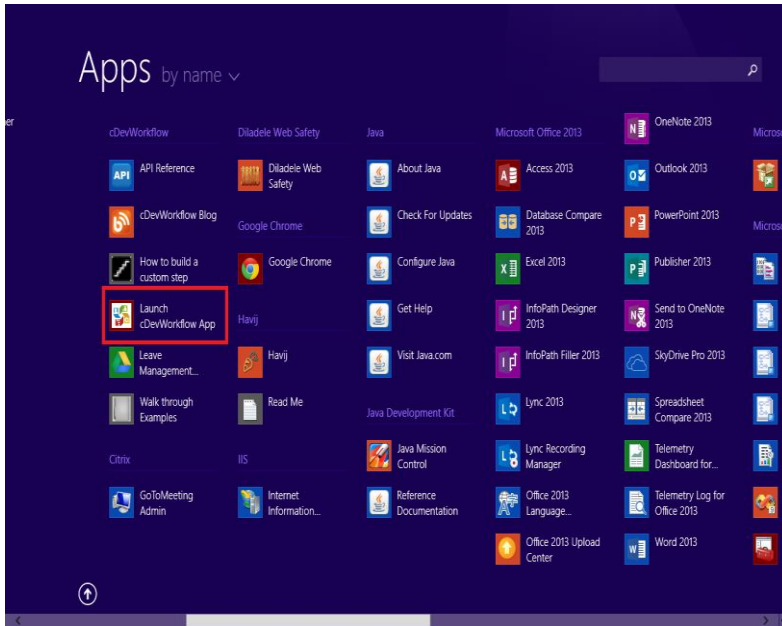 Apps by name
er
cDevWorkflow
API
API Reference
cDevWorkflow Blog
How to build a
custom step
Launch
cDevWorkflow App
Leave
Management...
Walk through
Examples
Citrix
GoToMeeting
Admin
Diladele Web Safety
Diladele Web
Safety
Google Chrome
Google Chrome
Havij
Havij
Read Me
IIS
Internet
Information...
Java
About Java
Check For Updates
Configure Java
Get Help
Visit Java.com
Java Development Kit
Java Mission
Control
Reference
Documentation
Microsoft Office 2013
Access 2013
Database Compare
2013
Excel 2013
InfoPath Designer
2013
InfoPath Filler 2013
Lync 2013
Lync Recording
Manager
Office 2013
Language...
Office 2013 Upload
Center
OneNote 2013
Outlook 2013
PowerPoint 2013
Publisher 2013
Send to OneNote
2013
SkyDrive Pro 2013
Spreadsheet
Compare 2013
Telemetry
Dashboard for...
Telemetry Log for
Office 2013
Word 2013
Microso
Microso